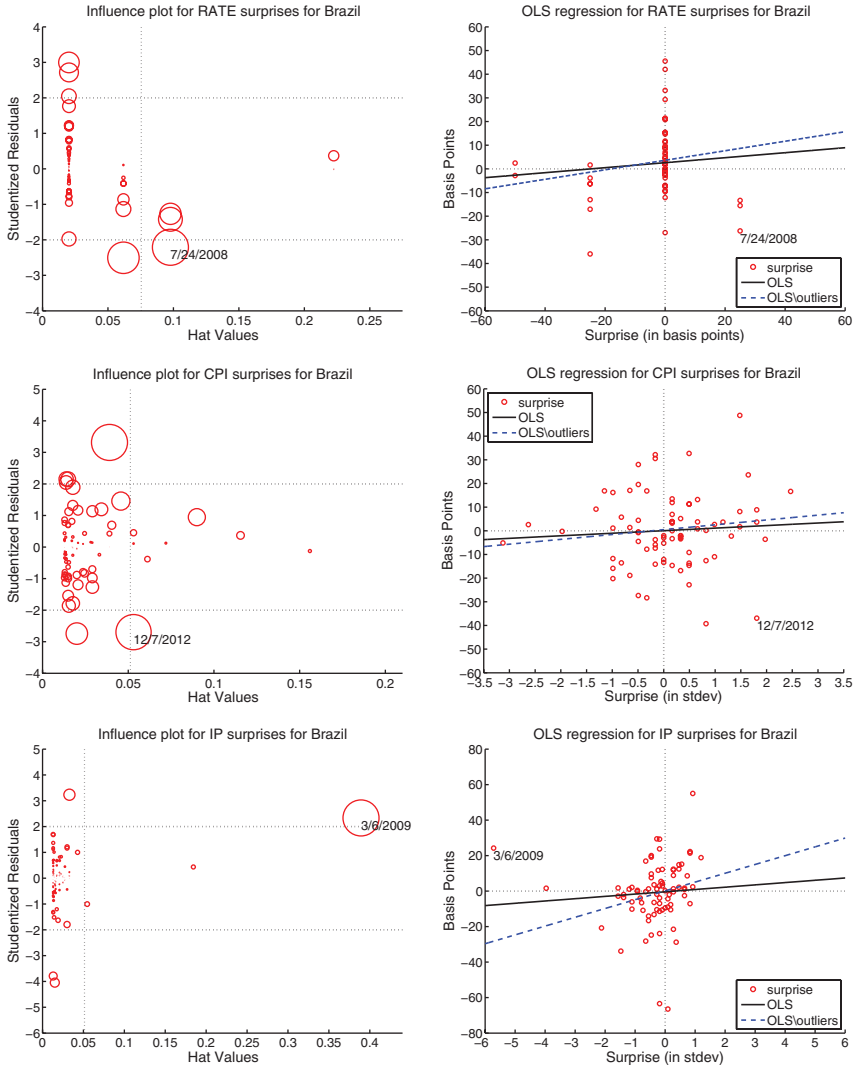 Influence plot for RATE surprises for Brazil
4
3
2
1
0
−1
−2
−3
−4
Studentized Residuals
7/24/2008
0 0.05 0.1 0.15 0.2 0.25
Hat Values
OLS regression for RATE surprises for Brazil
60
50
40
30
20
10
0
−10
−20
−30
−40
−50
−60
Basis Points
7/24/2008
surprise
OLS
OLS\outliers
−60 −40 −20 0 20 40 60
Surprise (in basis points)
Influence plot for CPI surprises for Brazil
5
4
3
2
1
0
−1
−2
−3
−4
Studentized Residuals
12/7/2012
0 0.05 0.1 0.15 0.2
Hat Values
OLS regression for CPI surprises for Brazil
60
50
40
30
20
10
0
−10
−20
−30
−40
−50
−60
Basis Points
surprise
OLS
OLS\outliers
12/7/2012
−3.5 −3 −2.5 −2 −1.5 −1 −0.5 0 0.5 1 1.5 2 2.5 3 3.5
Surprise (in stdev)
Influence plot for IP surprises for Brazil
5
4
3
2
1
0
−1
−2
−3
−4
−5
−6
Studentized Residuals
3/6/2009
0 0.05 0.1 0.15 0.2 0.25 0.3 0.35 0.4
Hat Values
OLS regression for IP surprises for Brazil
80
60
40
20
0
−20
−40
−60
−80
Basis Points
3/6/2009
surprise
OLS
OLS\outliers
−6 −5 −4 −3 −2 −1 0 1 2 3 4 5 6
Surprise (in stdev)